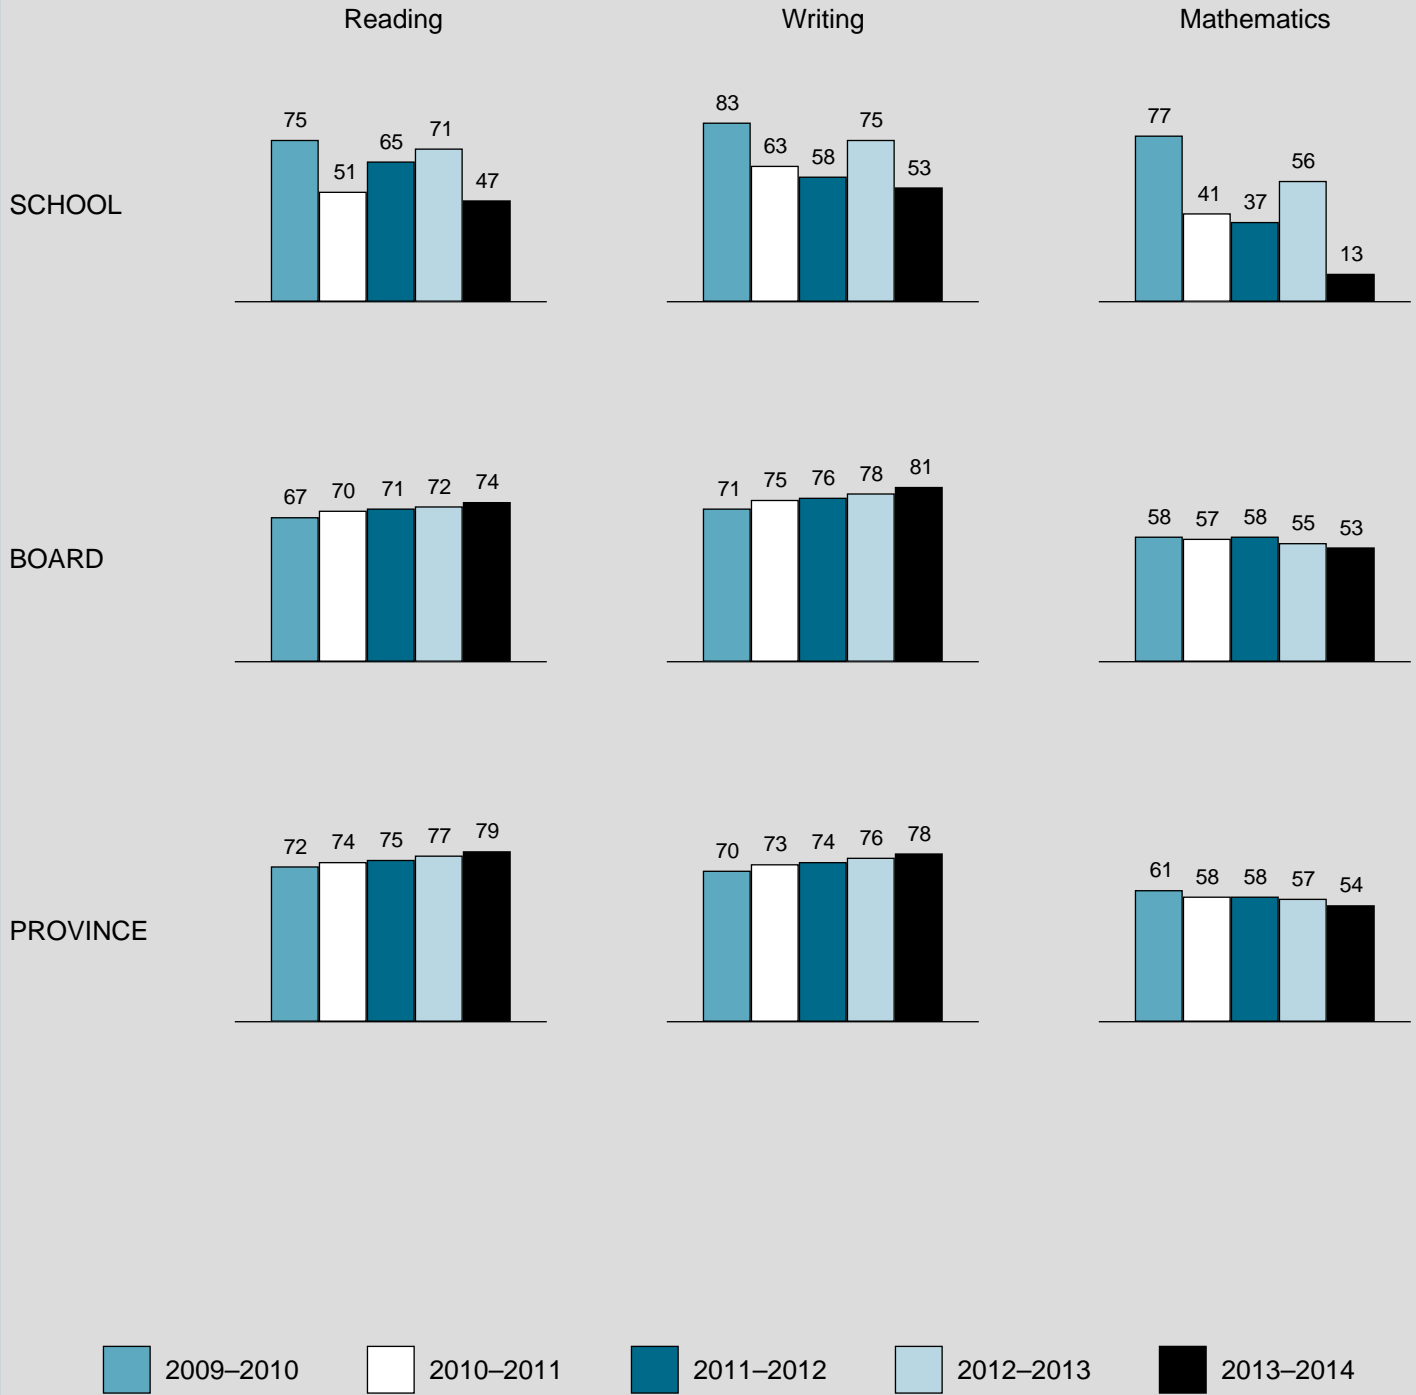 Reading Writing Mathematics
SCHOOL
75 51 65 71 47
83 63 58 75 53
77 41 37 56 13
BOARD
67 70 71 72 74
71 75 76 78 81
58 57 58 55 53
PROVINCE
72 74 75 77 79
70 73 74 76 78
61 58 58 57 54
2009–2010 2010–2011 2011–2012 2012–2013 2013–2014